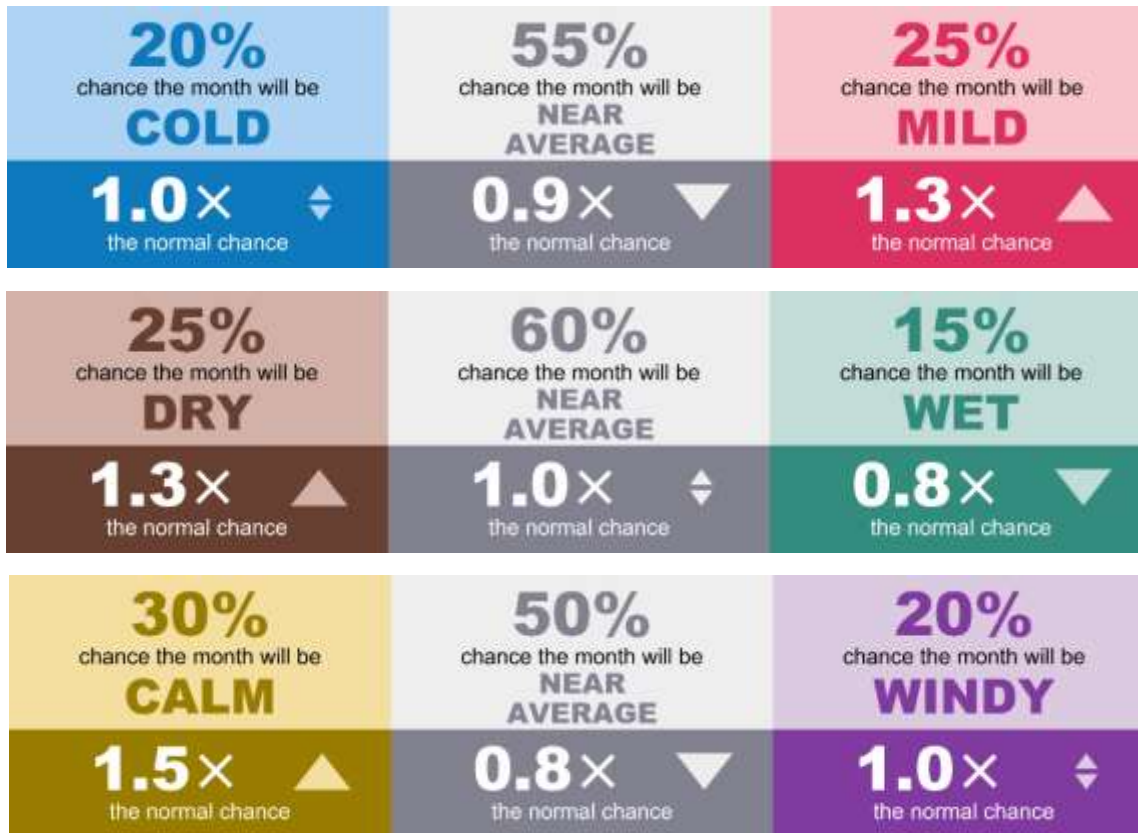 20%
chance the month will be
COLD
1.0×
the normal chance
55%
chance the month will be
NEAR
AVERAGE
0.9×
the normal chance
25%
chance the month will be
MILD
1.3×
the normal chance
25%
chance the month will be
DRY
1.3×
the normal chance
60%
chance the month will be
NEAR
AVERAGE
1.0×
the normal chance
15%
chance the month will be
WET
0.8×
the normal chance
30%
chance the month will be
CALM
1.5×
the normal chance
50%
chance the month will be
NEAR
AVERAGE
0.8×
the normal chance
20%
chance the month will be
WINDY
1.0×
the normal chance